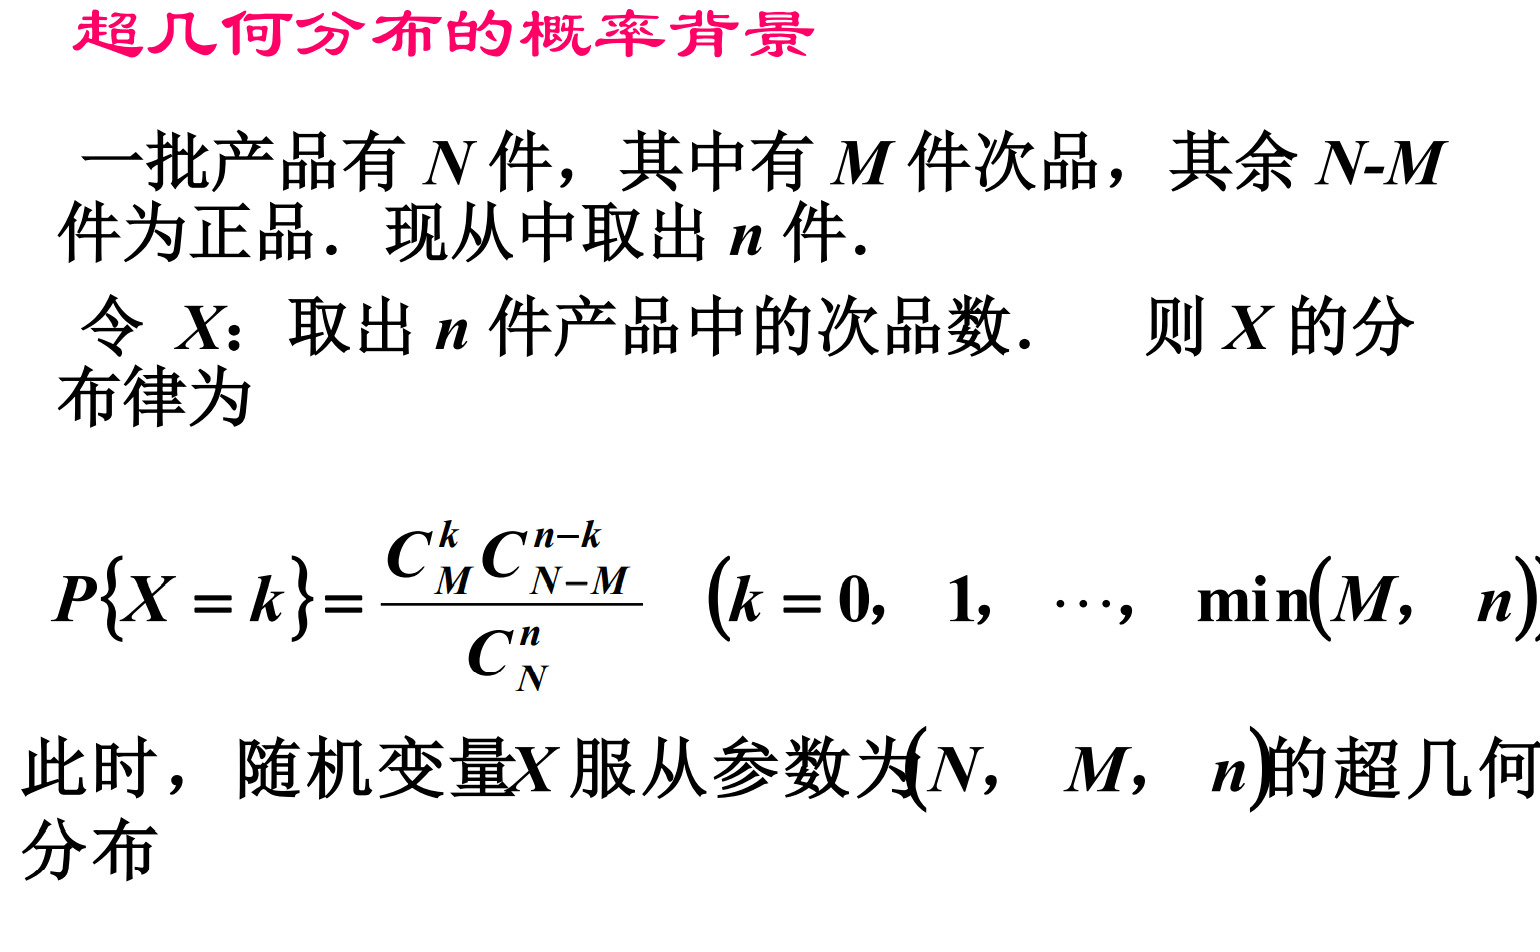 超几何分布的概率背景
一批产品有 N 件，其中有 M 件次品，其余 N-M
件为正品．现从中取出 n 件．
令 X：取出 n 件产品中的次品数． 则 X 的分
布律为
P{X = k} = \frac{C_M^k C_{N-M}^{n-k}}{C_N^n} (k = 0， 1， ⋯， min(M， n))
此时，随机变量X 服从参数为(N， M， n)的超几何
分布